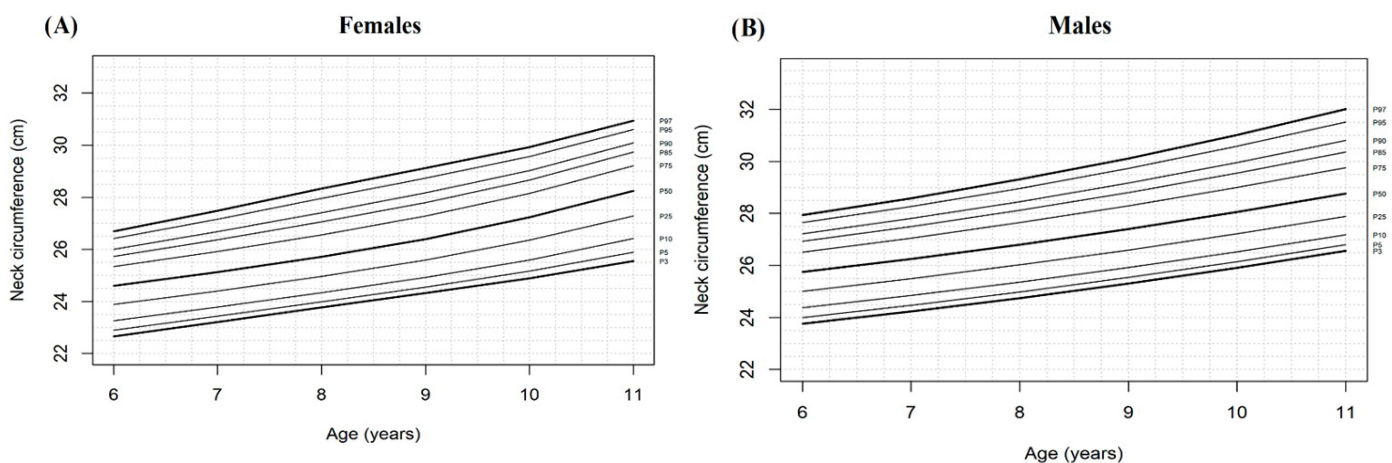 (A)
Females
Neck circumference (cm)
32
30
28
26
24
22
P97
P95
P90
P85
P75
P50
P25
P10
P5
P3
6 7 8 9 10 11
Age (years)
(B)
Males
Neck circumference (cm)
32
30
28
26
24
22
P97
P95
P90
P85
P75
P50
P25
P10
P5
P3
6 7 8 9 10 11
Age (years)